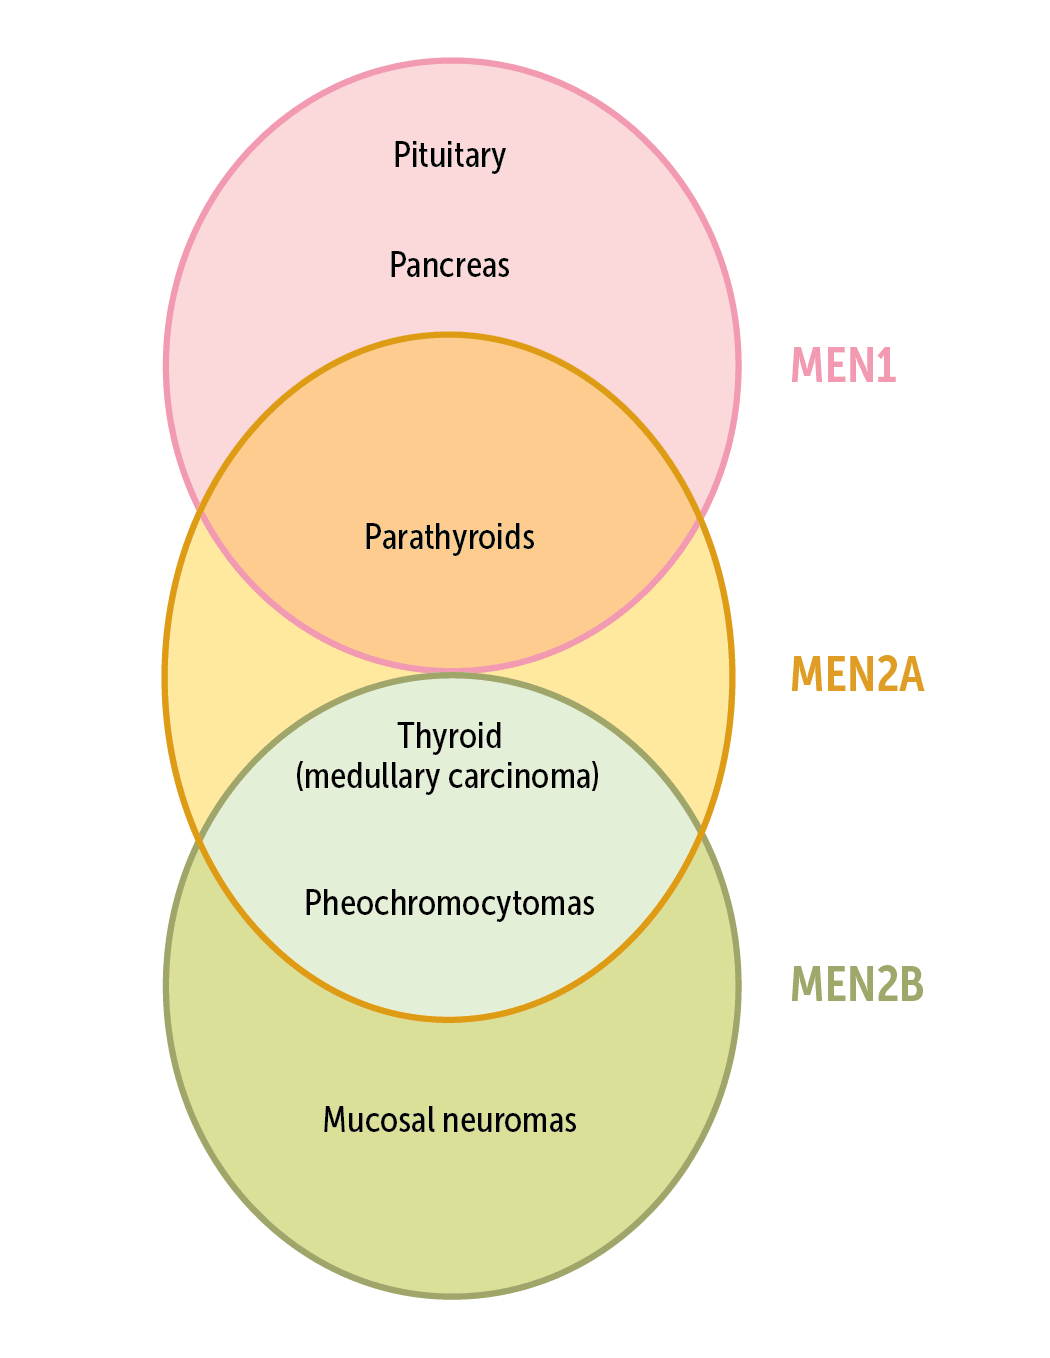 Pituitary
Pancreas
MEN1
Parathyroids
MEN2A
Thyroid
(medullary carcinoma)
Pheochromocytomas
MEN2B
Mucosal neuromas